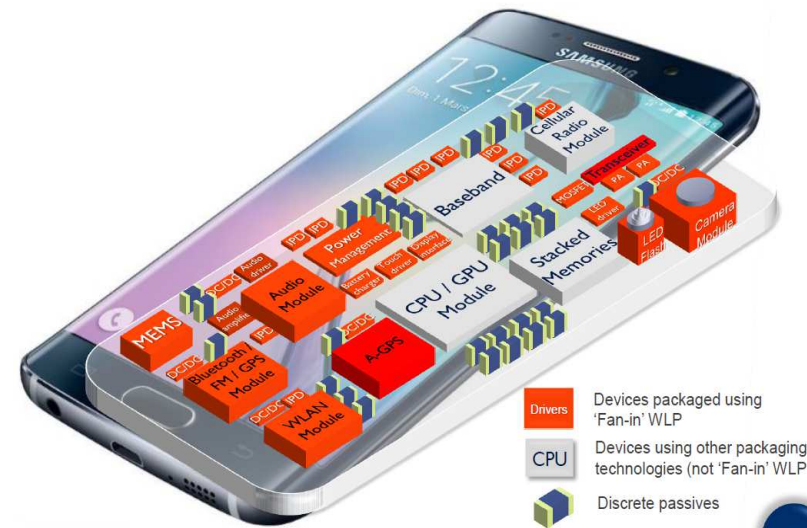 SAMSUNG
12:45
Dim. 1 Mars
IPD
Cellular
Radio
Module
Transceiver
IPD
IPD
IPD
IPD
IPD
IPD
Baseband
MOSFET
PA
PA
DC/DC
LED
driver
Camera
Module
LED
Flash
IPD
IPD
Power
Management
Display
interface
Touch
driver
Battery
charger
Stacked
Memories
CPU / GPU
Module
Audio
driver
DC/DC
Audio
Module
Audio
amplifier
DC/DC
MEMS
IPD
A-GPS
DC/DC
Bluetooth /
FM / GPS
Module
DC/DC
IPD
WLAN
Module
Drivers
Devices packaged using
‘Fan-in’ WLP
CPU
Devices using other packaging
technologies (not ‘Fan-in’ WLP
Discrete passives